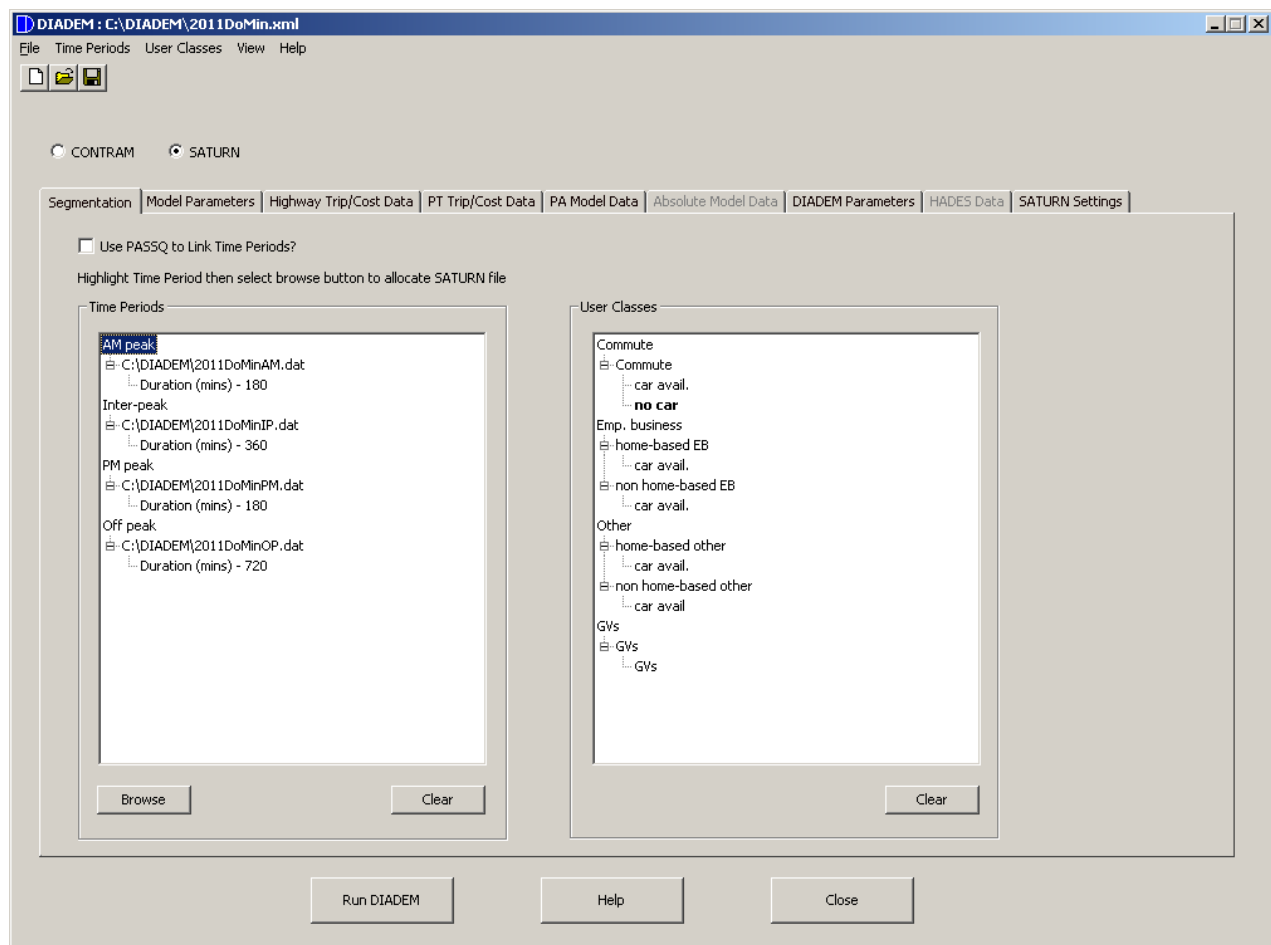 DIADEM : C:\DIADEM\2011DoMin.xml
File Time Periods User Classes View Help
CONTRAM SATURN
Segmentation Model Parameters Highway Trip/Cost Data PT Trip/Cost Data PA Model Data Absolute Model Data DIADEM Parameters HADES Data SATURN Settings
Use PASSQ to Link Time Periods?
Highlight Time Period then select browse button to allocate SATURN file
Time Periods
AM peak
C:\DIADEM\2011DoMinAM.dat
Duration (mins) - 180
Inter-peak
C:\DIADEM\2011DoMinIP.dat
Duration (mins) - 360
PM peak
C:\DIADEM\2011DoMinPM.dat
Duration (mins) - 180
Off peak
C:\DIADEM\2011DoMinOP.dat
Duration (mins) - 720
Browse Clear
User Classes
Commute
Commute
car avail.
no car
Emp. business
home-based EB
car avail.
non home-based EB
car avail.
Other
home-based other
car avail.
non home-based other
car avail
GVs
GVs
GVs
Clear
Run DIADEM Help Close